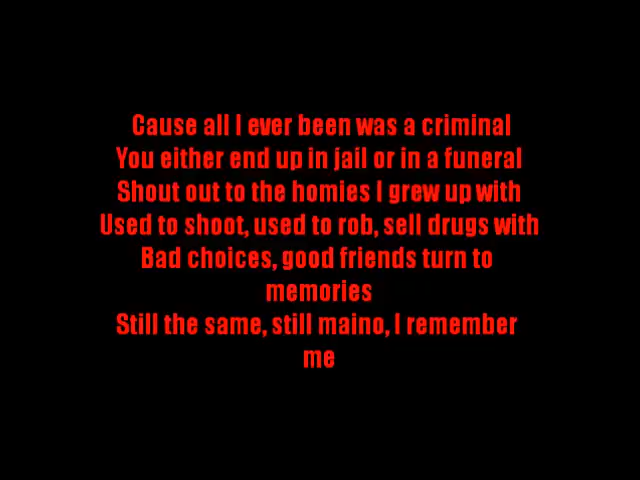 Cause all I ever been was a criminal
You either end up in jail or in a funeral
Shout out to the homies I grew up with
Used to shoot, used to rob, sell drugs with
Bad choices, good friends turn to
memories
Still the same, still maino, I remember
me